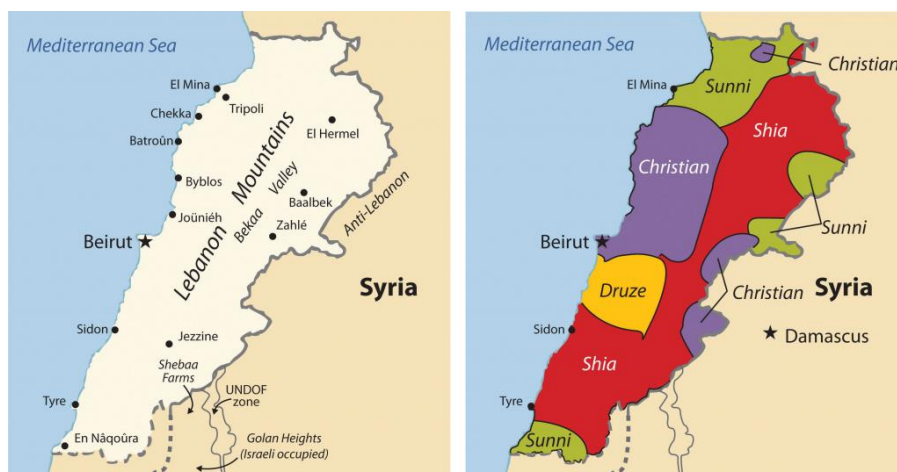 Mediterranean Sea
El Mina
Tripoli
Chekka
El Hermel
Batroûn
Lebanon Mountains
Bekaa Valley
Byblos
Baalbek
Anti-Lebanon
Joüniéh
Zahlé
Beirut
Syria
Sidon
Jezzine
Shebaa
Farms
UNDOF
zone
Tyre
En Nâqoûra
Golan Heights
(Israeli occupied)
Mediterranean Sea
Christian
El Mina
Sunni
Shia
Christian
Sunni
Beirut
Druze
Christian
Syria
Damascus
Sidon
Shia
Tyre
Sunni